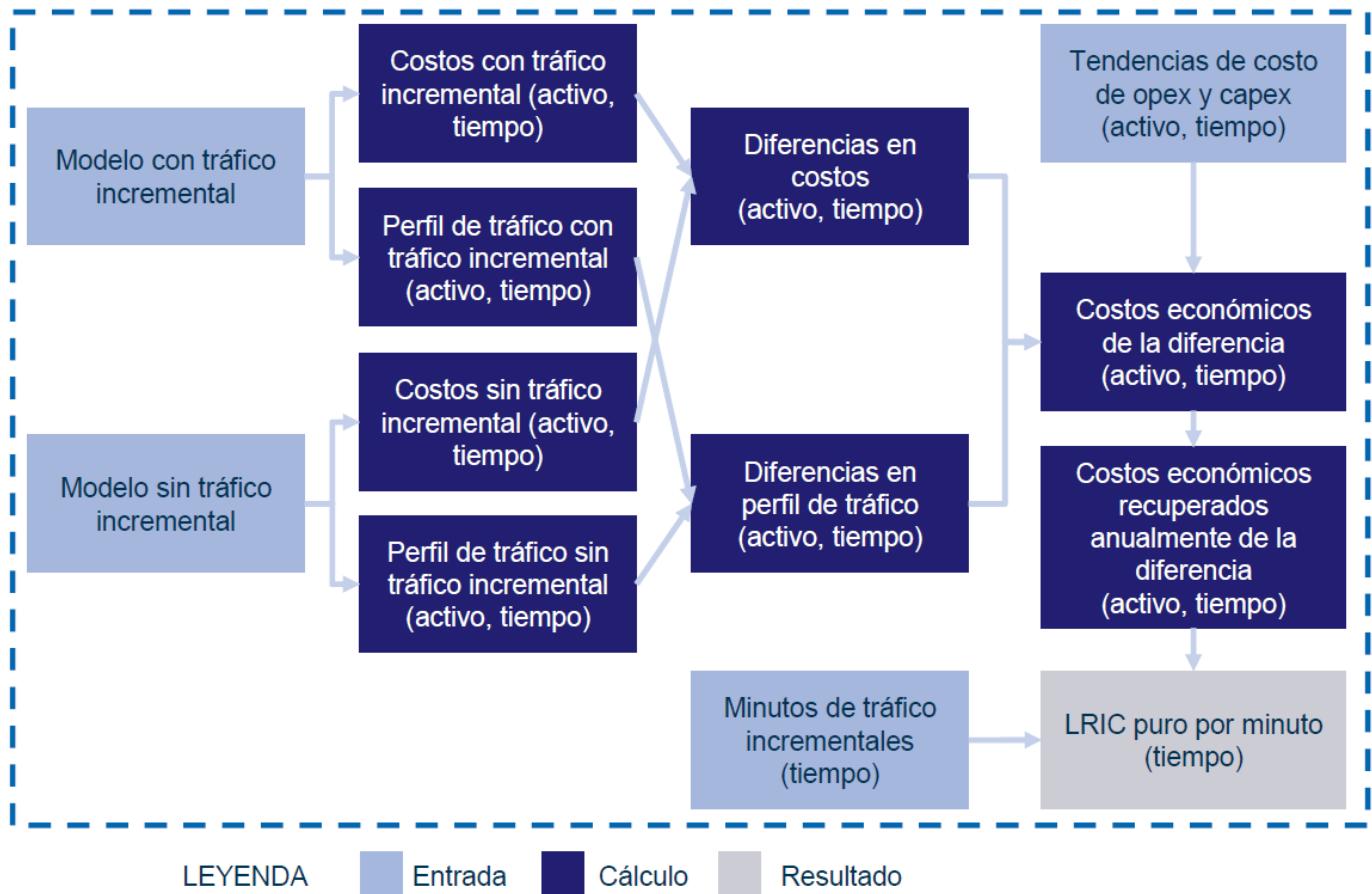 Modelo con tráfico
incremental
Modelo sin tráfico
incremental
Costos con tráfico
incremental (activo,
tiempo)
Perfil de tráfico con
tráfico incremental
(activo, tiempo)
Costos sin tráfico
incremental (activo,
tiempo)
Perfil de tráfico sin
tráfico incremental
(activo, tiempo)
Diferencias en
costos
(activo, tiempo)
Diferencias en
perfil de tráfico
(activo, tiempo)
Minutos de tráfico
incrementales
(tiempo)
Tendencias de costo
de opex y capex
(activo, tiempo)
Costos económicos
de la diferencia
(activo, tiempo)
Costos económicos
recuperados
anualmente de la
diferencia
(activo, tiempo)
LRIC puro por minuto
(tiempo)
LEYENDA Entrada Cálculo Resultado